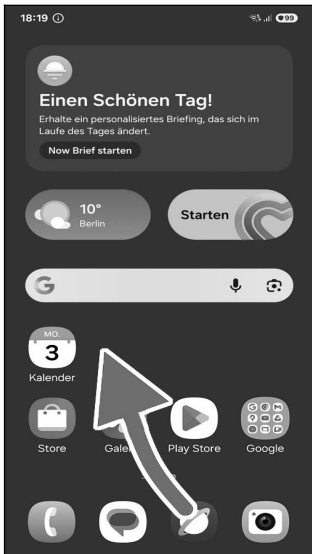 18:19
99
Einen Schönen Tag!
Erhalte ein personalisiertes Briefing, das sich im
Laufe des Tages ändert.
Now Brief starten
10°
Berlin
Starten
G
MO.
3
Kalender
Store
Play Store
Google